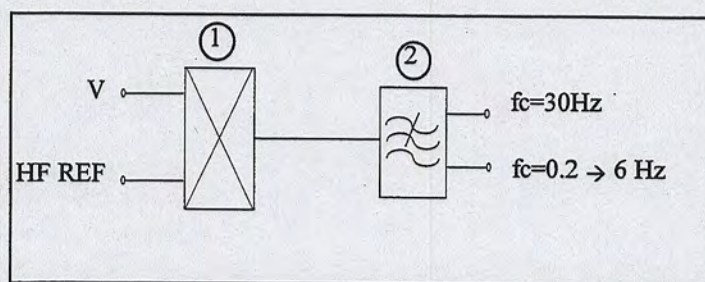 1
2
V
fc=30Hz
HF REF
fc=0.2 → 6 Hz